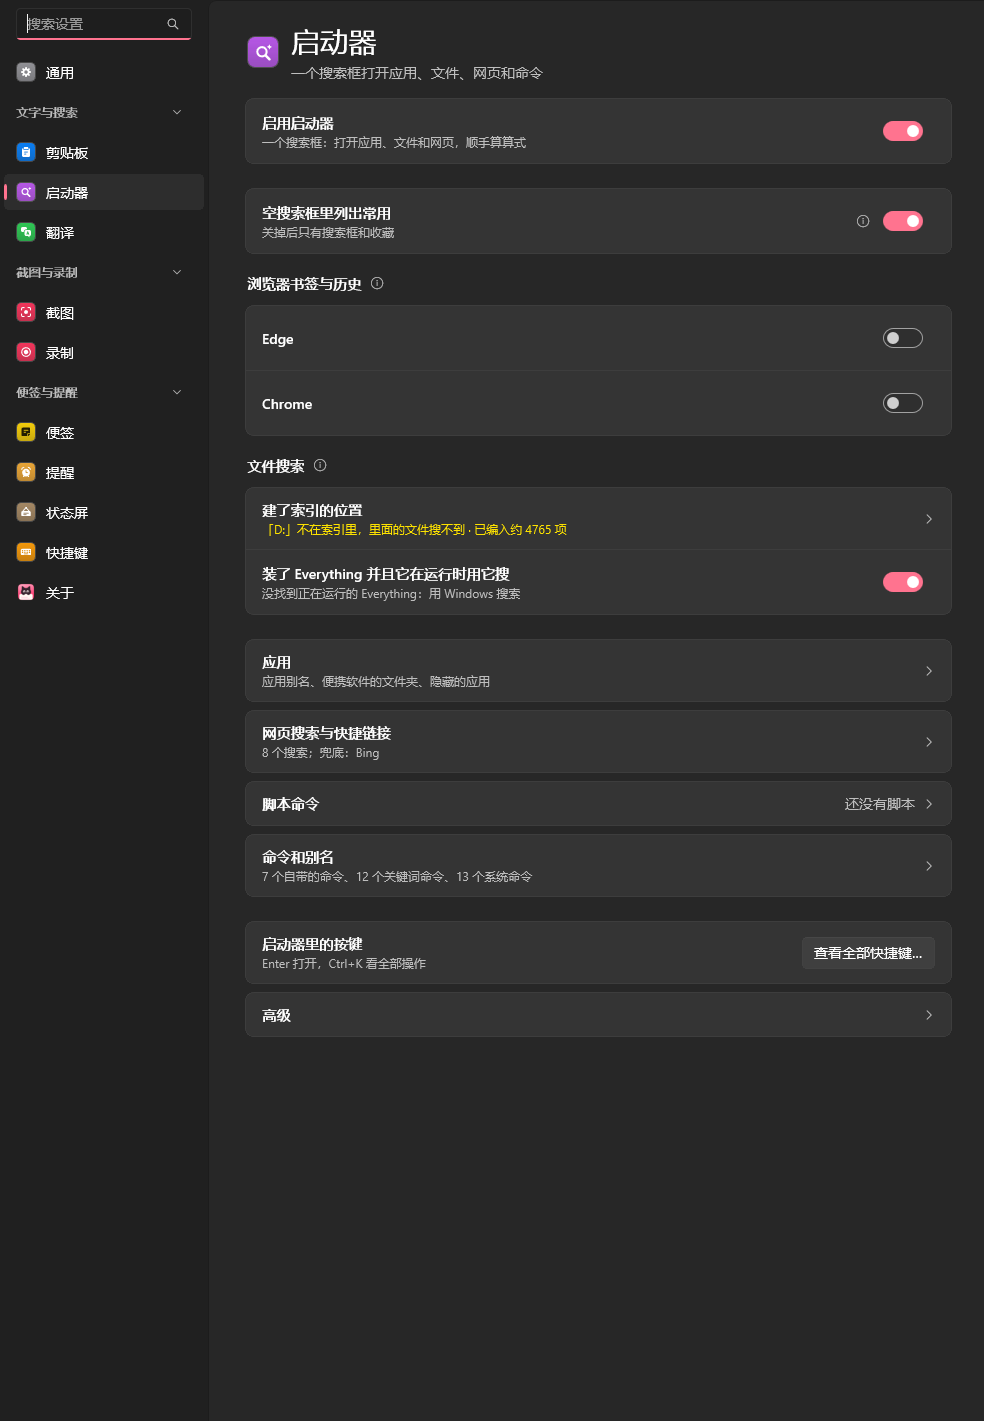 搜索设置
通用
文字与搜索
剪贴板
启动器
翻译
截图与录制
截图
录制
便签与提醒
便签
提醒
状态屏
快捷键
关于
启动器
一个搜索框打开应用、文件、网页和命令
启用启动器
一个搜索框：打开应用、文件和网页，顺手算算式
空搜索框里列出常用
关掉后只有搜索框和收藏
浏览器书签与历史
Edge
Chrome
文件搜索
建了索引的位置
「D:」不在索引里，里面的文件搜不到 · 已编入约 4765 项
装了 Everything 并且它在运行时用它搜
没找到正在运行的 Everything：用 Windows 搜索
应用
应用别名、便携软件的文件夹、隐藏的应用
网页搜索与快捷链接
8 个搜索；兜底：Bing
脚本命令
还没有脚本
命令和别名
7 个自带的命令、12 个关键词命令、13 个系统命令
启动器里的按键
Enter 打开，Ctrl+K 看全部操作
查看全部快捷键...
高级